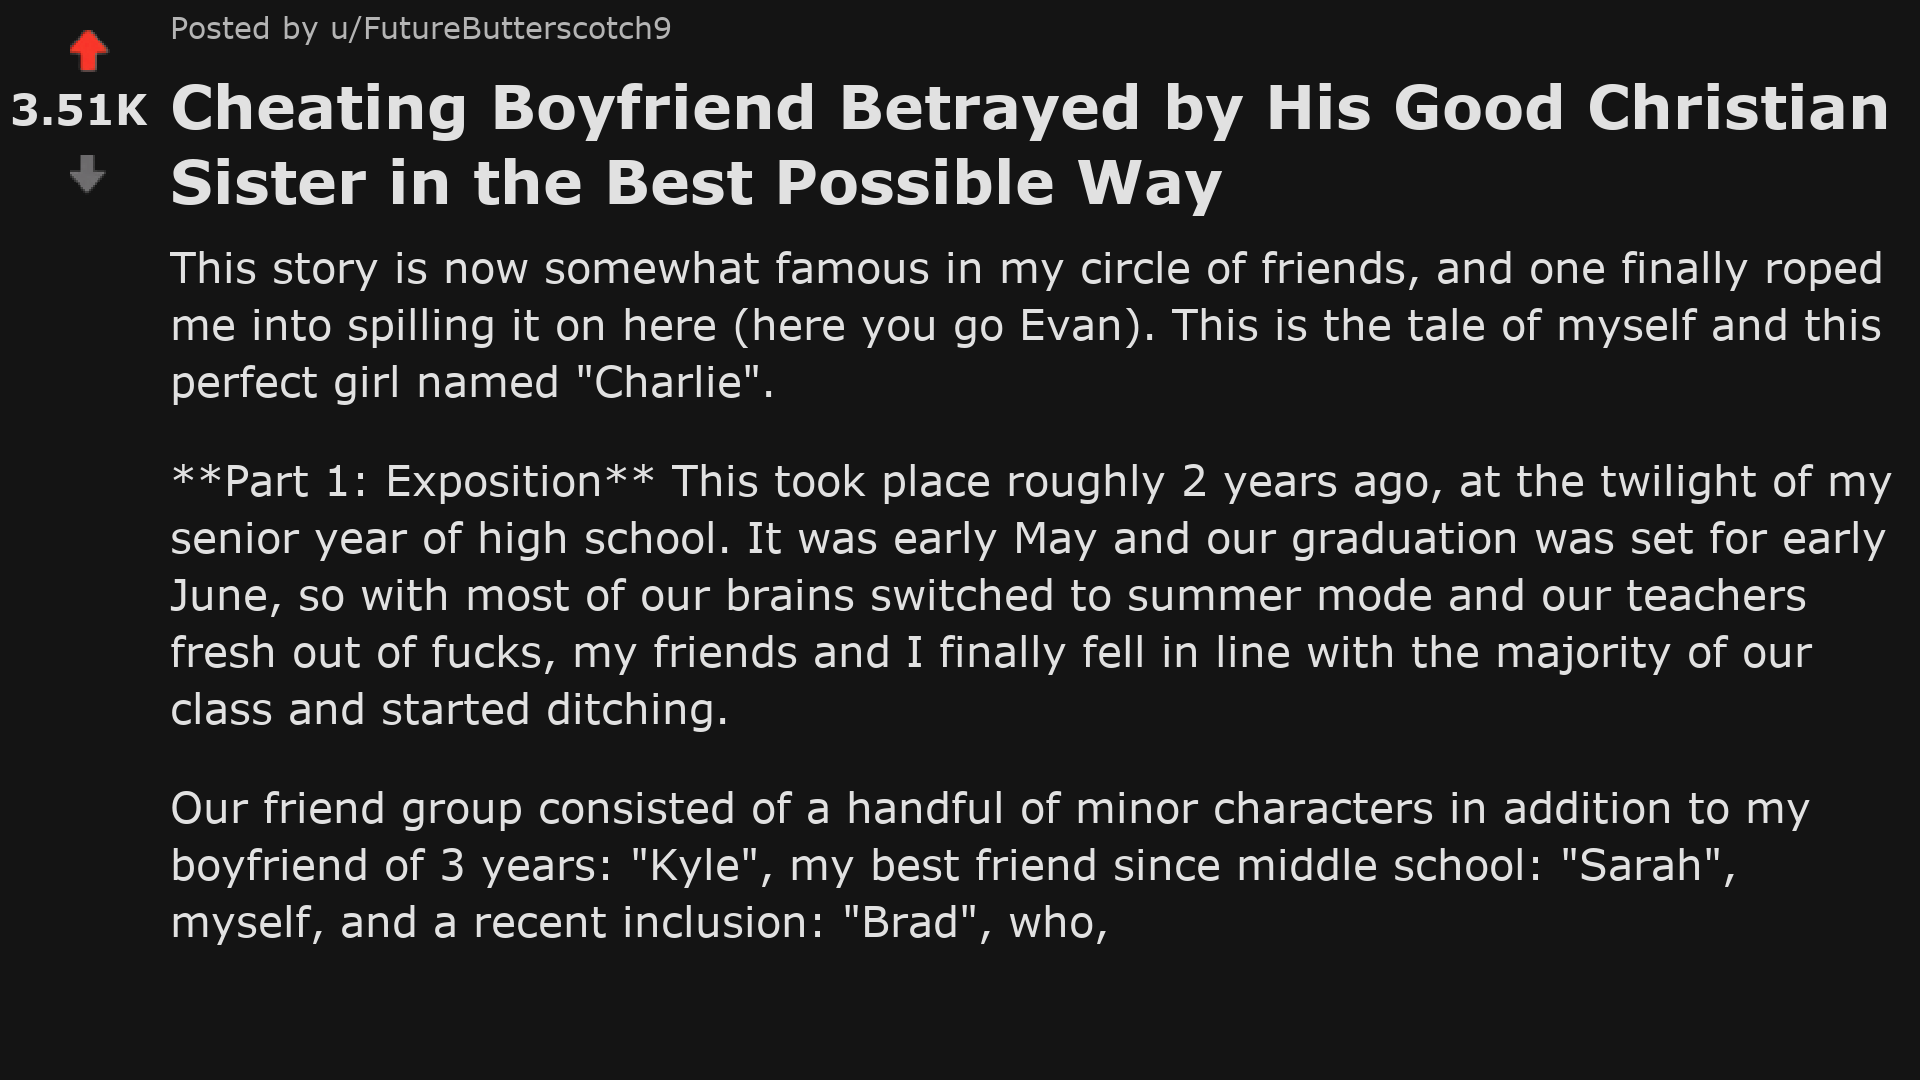 Posted by u/FutureButterscotch9
3.51K
Cheating Boyfriend Betrayed by His Good Christian
Sister in the Best Possible Way
This story is now somewhat famous in my circle of friends, and one finally roped
me into spilling it on here (here you go Evan). This is the tale of myself and this
perfect girl named "Charlie".
**Part 1: Exposition** This took place roughly 2 years ago, at the twilight of my
senior year of high school. It was early May and our graduation was set for early
June, so with most of our brains switched to summer mode and our teachers
fresh out of fucks, my friends and I finally fell in line with the majority of our
class and started ditching.
Our friend group consisted of a handful of minor characters in addition to my
boyfriend of 3 years: "Kyle", my best friend since middle school: "Sarah",
myself, and a recent inclusion: "Brad", who,